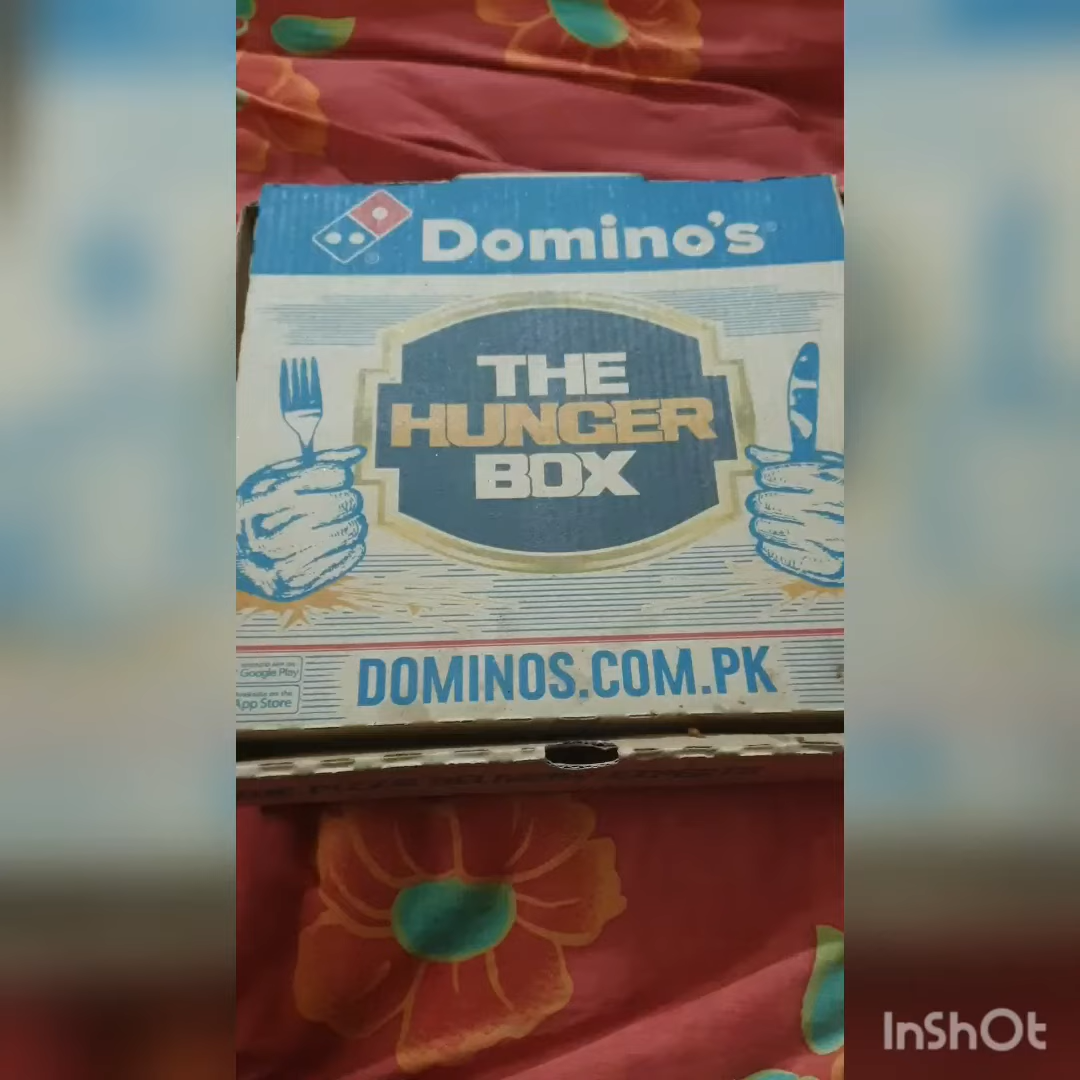 Domino's
THE
HUNGER
BOX
Google Play
App Store
DOMINOS.COM.PK
InShOt